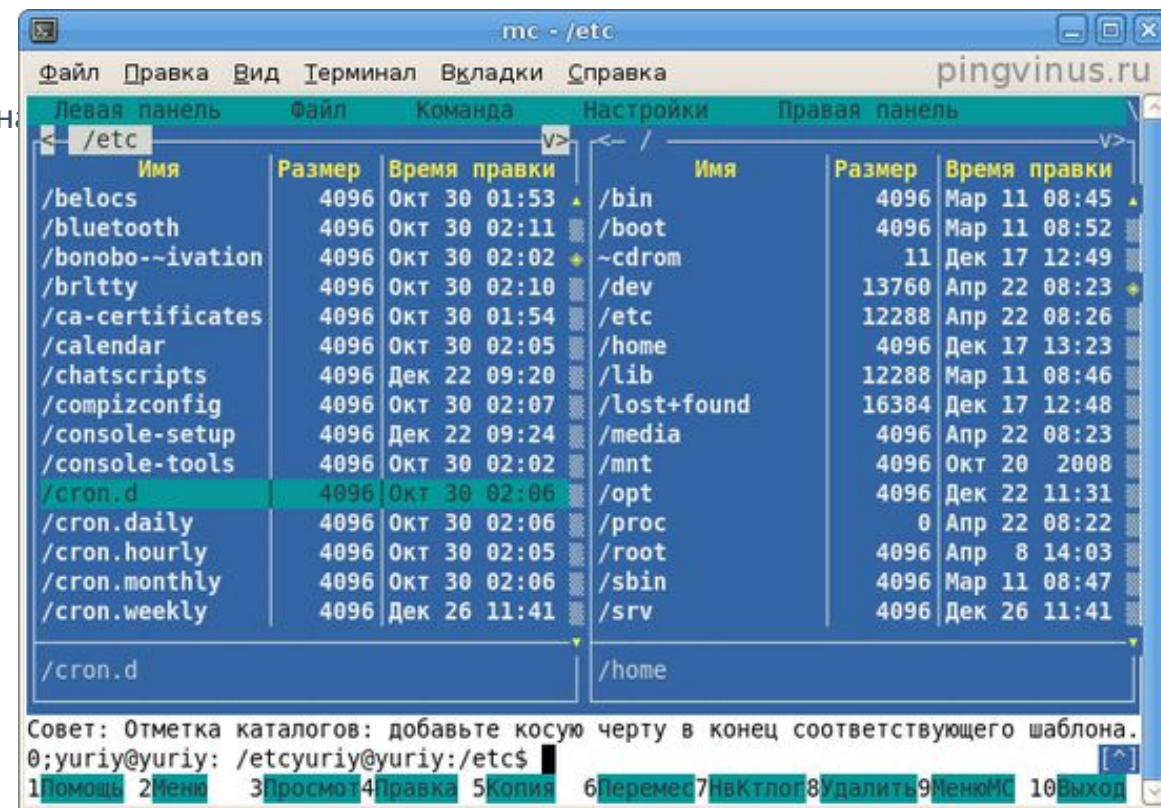 mc - /etc
Файл Правка Вид Терминал Вкладки Справка
pingvinus.ru
Левая панель Файл Команда Настройки Правая панель
<─ /etc v> <─ / v>
Имя Размер Время правки Имя Размер Время правки
/belocs 4096 Окт 30 01:53 /bin 4096 Мар 11 08:45
/bluetooth 4096 Окт 30 02:11 /boot 4096 Мар 11 08:52
/bonobo-~ivation 4096 Окт 30 02:02 ~cdrom 11 Дек 17 12:49
/brltty 4096 Окт 30 02:10 /dev 13760 Апр 22 08:23
/ca-certificates 4096 Окт 30 01:54 /etc 12288 Апр 22 08:26
/calendar 4096 Окт 30 02:05 /home 4096 Дек 17 13:23
/chatscripts 4096 Дек 22 09:20 /lib 12288 Мар 11 08:46
/compizconfig 4096 Окт 30 02:07 /lost+found 16384 Дек 17 12:48
/console-setup 4096 Дек 22 09:24 /media 4096 Апр 22 08:23
/console-tools 4096 Окт 30 02:02 /mnt 4096 Окт 20 2008
/cron.d 4096 Окт 30 02:06 /opt 4096 Дек 22 11:31
/cron.daily 4096 Окт 30 02:06 /proc 0 Апр 22 08:22
/cron.hourly 4096 Окт 30 02:05 /root 4096 Апр 8 14:03
/cron.monthly 4096 Окт 30 02:06 /sbin 4096 Мар 11 08:47
/cron.weekly 4096 Дек 26 11:41 /srv 4096 Дек 26 11:41
/cron.d /home
Совет: Отметка каталогов: добавьте косую черту в конец соответствующего шаблона.
0;yuriy@yuriy: /etcyuriy@yuriy:/etc$ [^]
1Помощь 2Меню 3Просмот4Правка 5Копия 6Перемес7НвКтлог8Удалить9МенюМС 10Выход